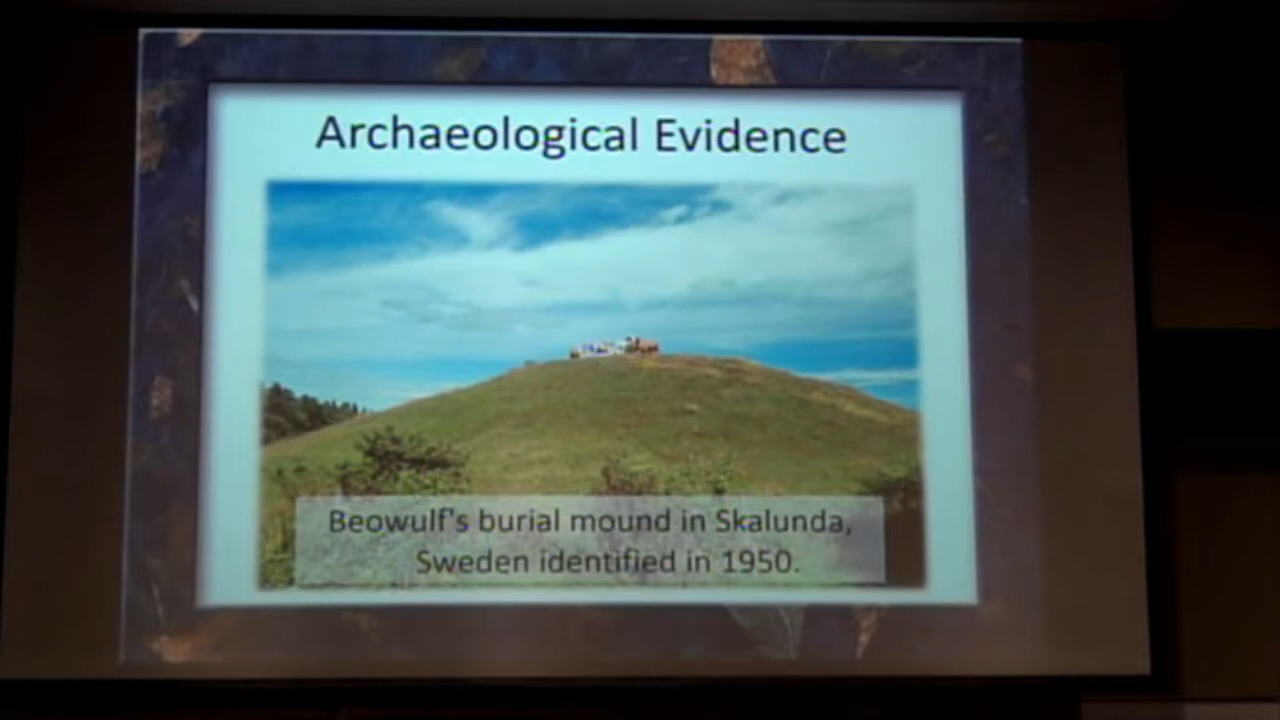 Archaeological Evidence
Beowulf's burial mound in Skalunda,
Sweden identified in 1950.